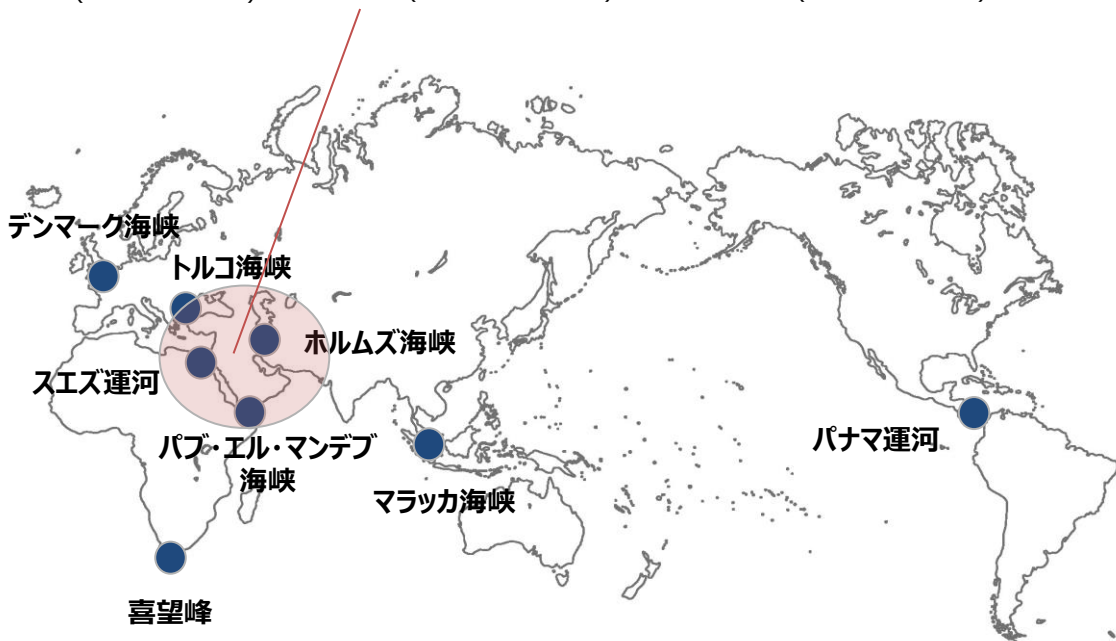 デンマーク海峡
トルコ海峡
ホルムズ海峡
スエズ運河
パブ・エル・マンデブ
海峡
マラッカ海峡
パナマ運河
喜望峰